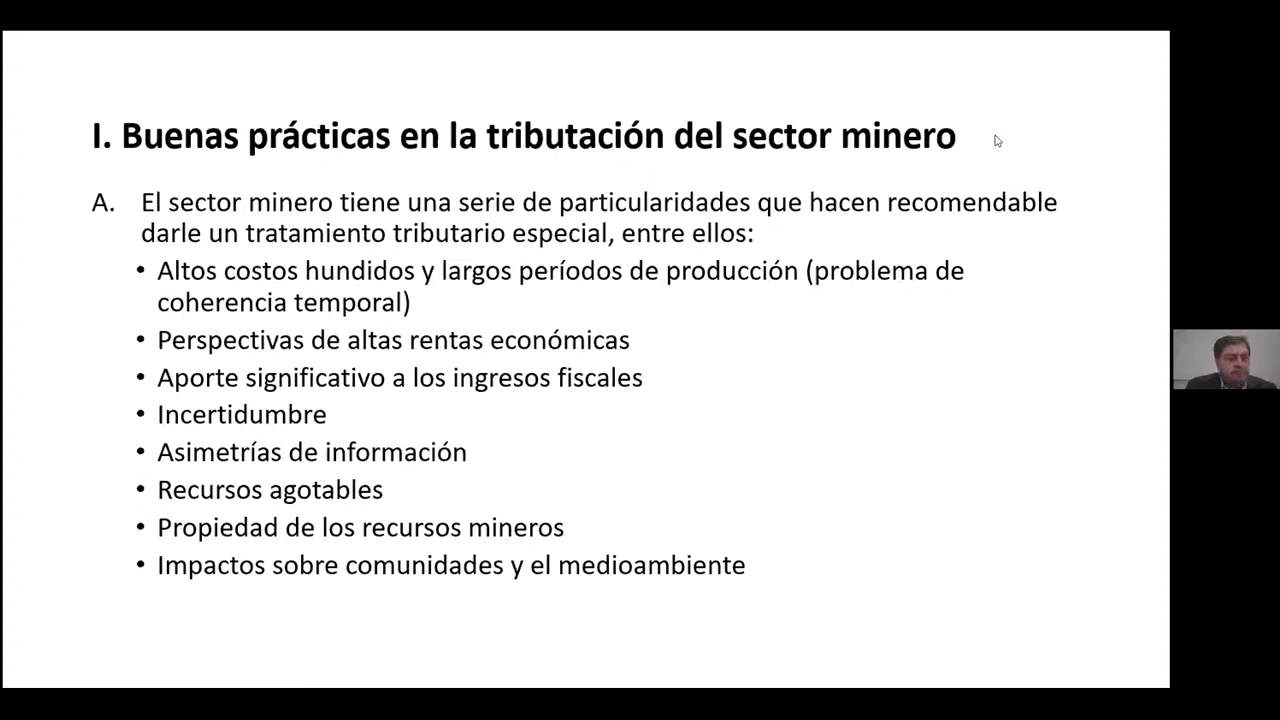 I. Buenas prácticas en la tributación del sector minero
A. El sector minero tiene una serie de particularidades que hacen recomendable
darle un tratamiento tributario especial, entre ellos:
• Altos costos hundidos y largos períodos de producción (problema de
coherencia temporal)
• Perspectivas de altas rentas económicas
• Aporte significativo a los ingresos fiscales
• Incertidumbre
• Asimetrías de información
• Recursos agotables
• Propiedad de los recursos mineros
• Impactos sobre comunidades y el medioambiente